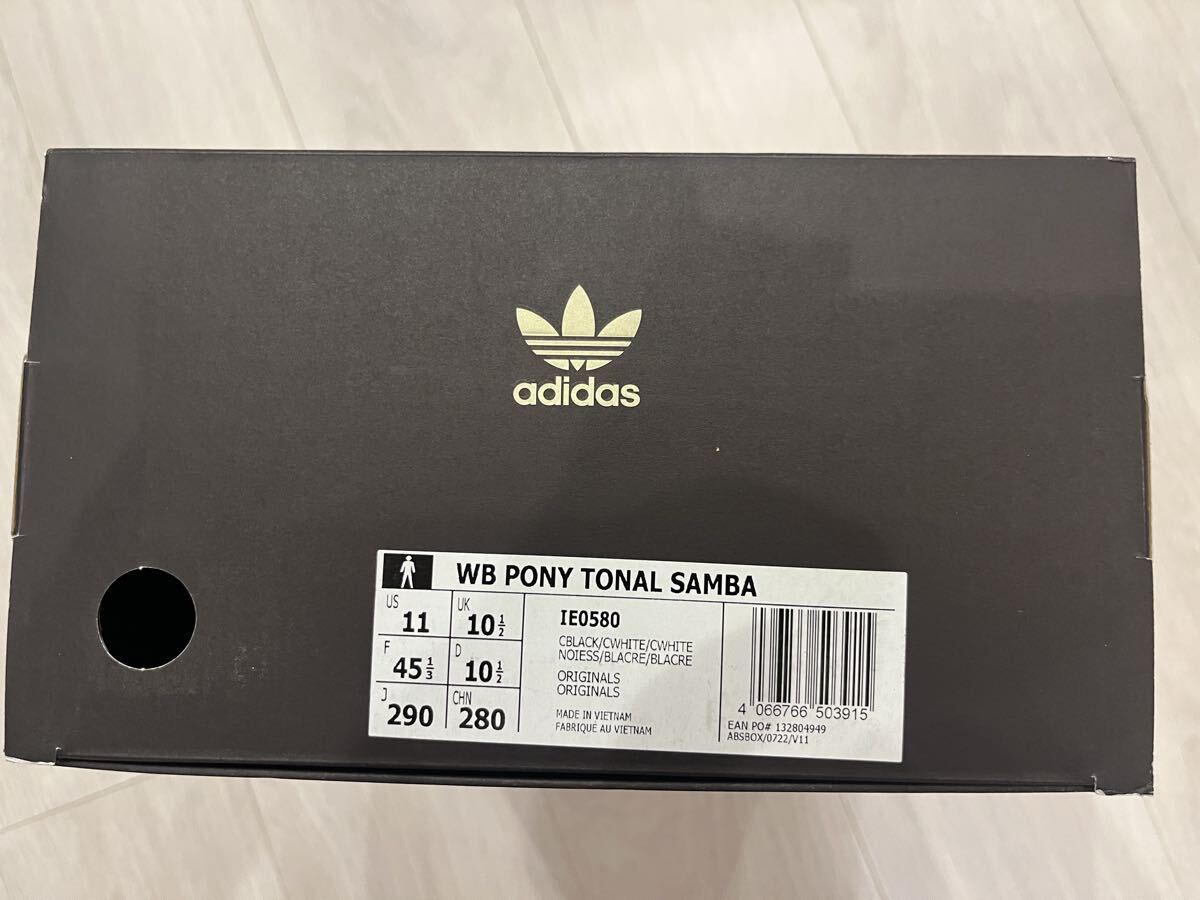 adidas
WB PONY TONAL SAMBA
US 11 UK 10½
F 45⅓ D 10½
J 290 CHN 280
IE0580
CBLACK/CWHITE/CWHITE
NOIESS/BLACRE/BLACRE
ORIGINALS
ORIGINALS
MADE IN VIETNAM
FABRIQUÉ AU VIETNAM
4 066766 503915
EAN PO# 132804949
ABSBOX/0722/V11